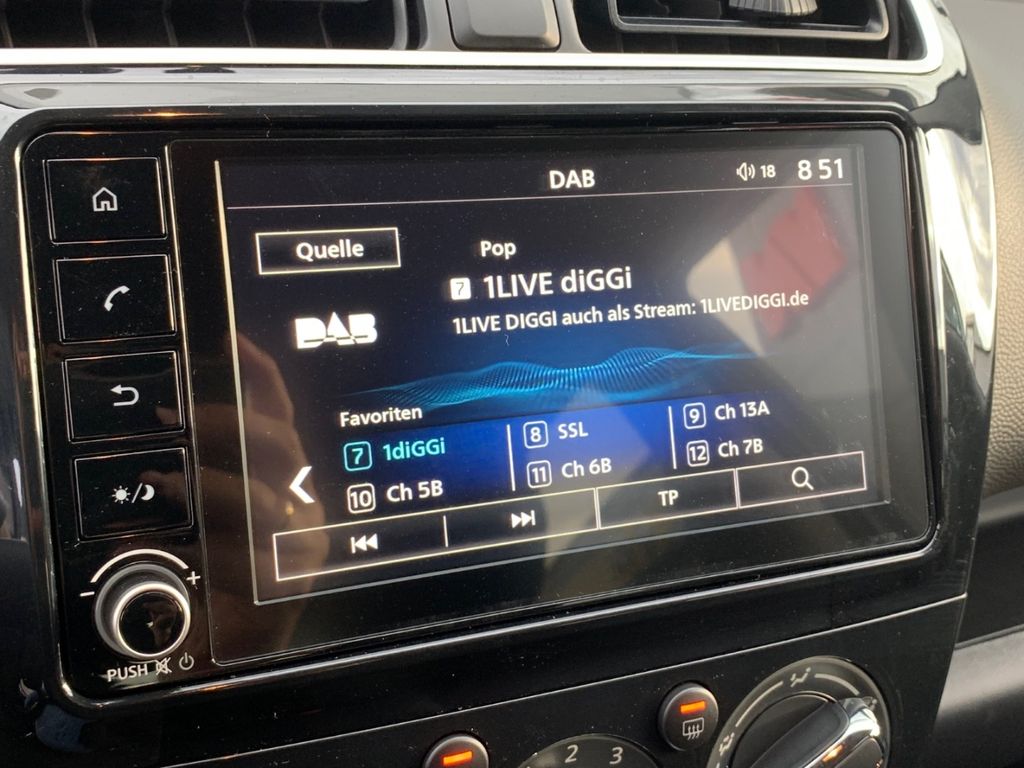 DAB 18 8 51
Quelle
Pop
7 1LIVE diGGi
DAB
1LIVE DIGGI auch als Stream: 1LIVEDIGGI.de
Favoriten
7 1diGGi 8 SSL 9 Ch 13A
10 Ch 5B 11 Ch 6B 12 Ch 7B
TP
- +
PUSH
2 3